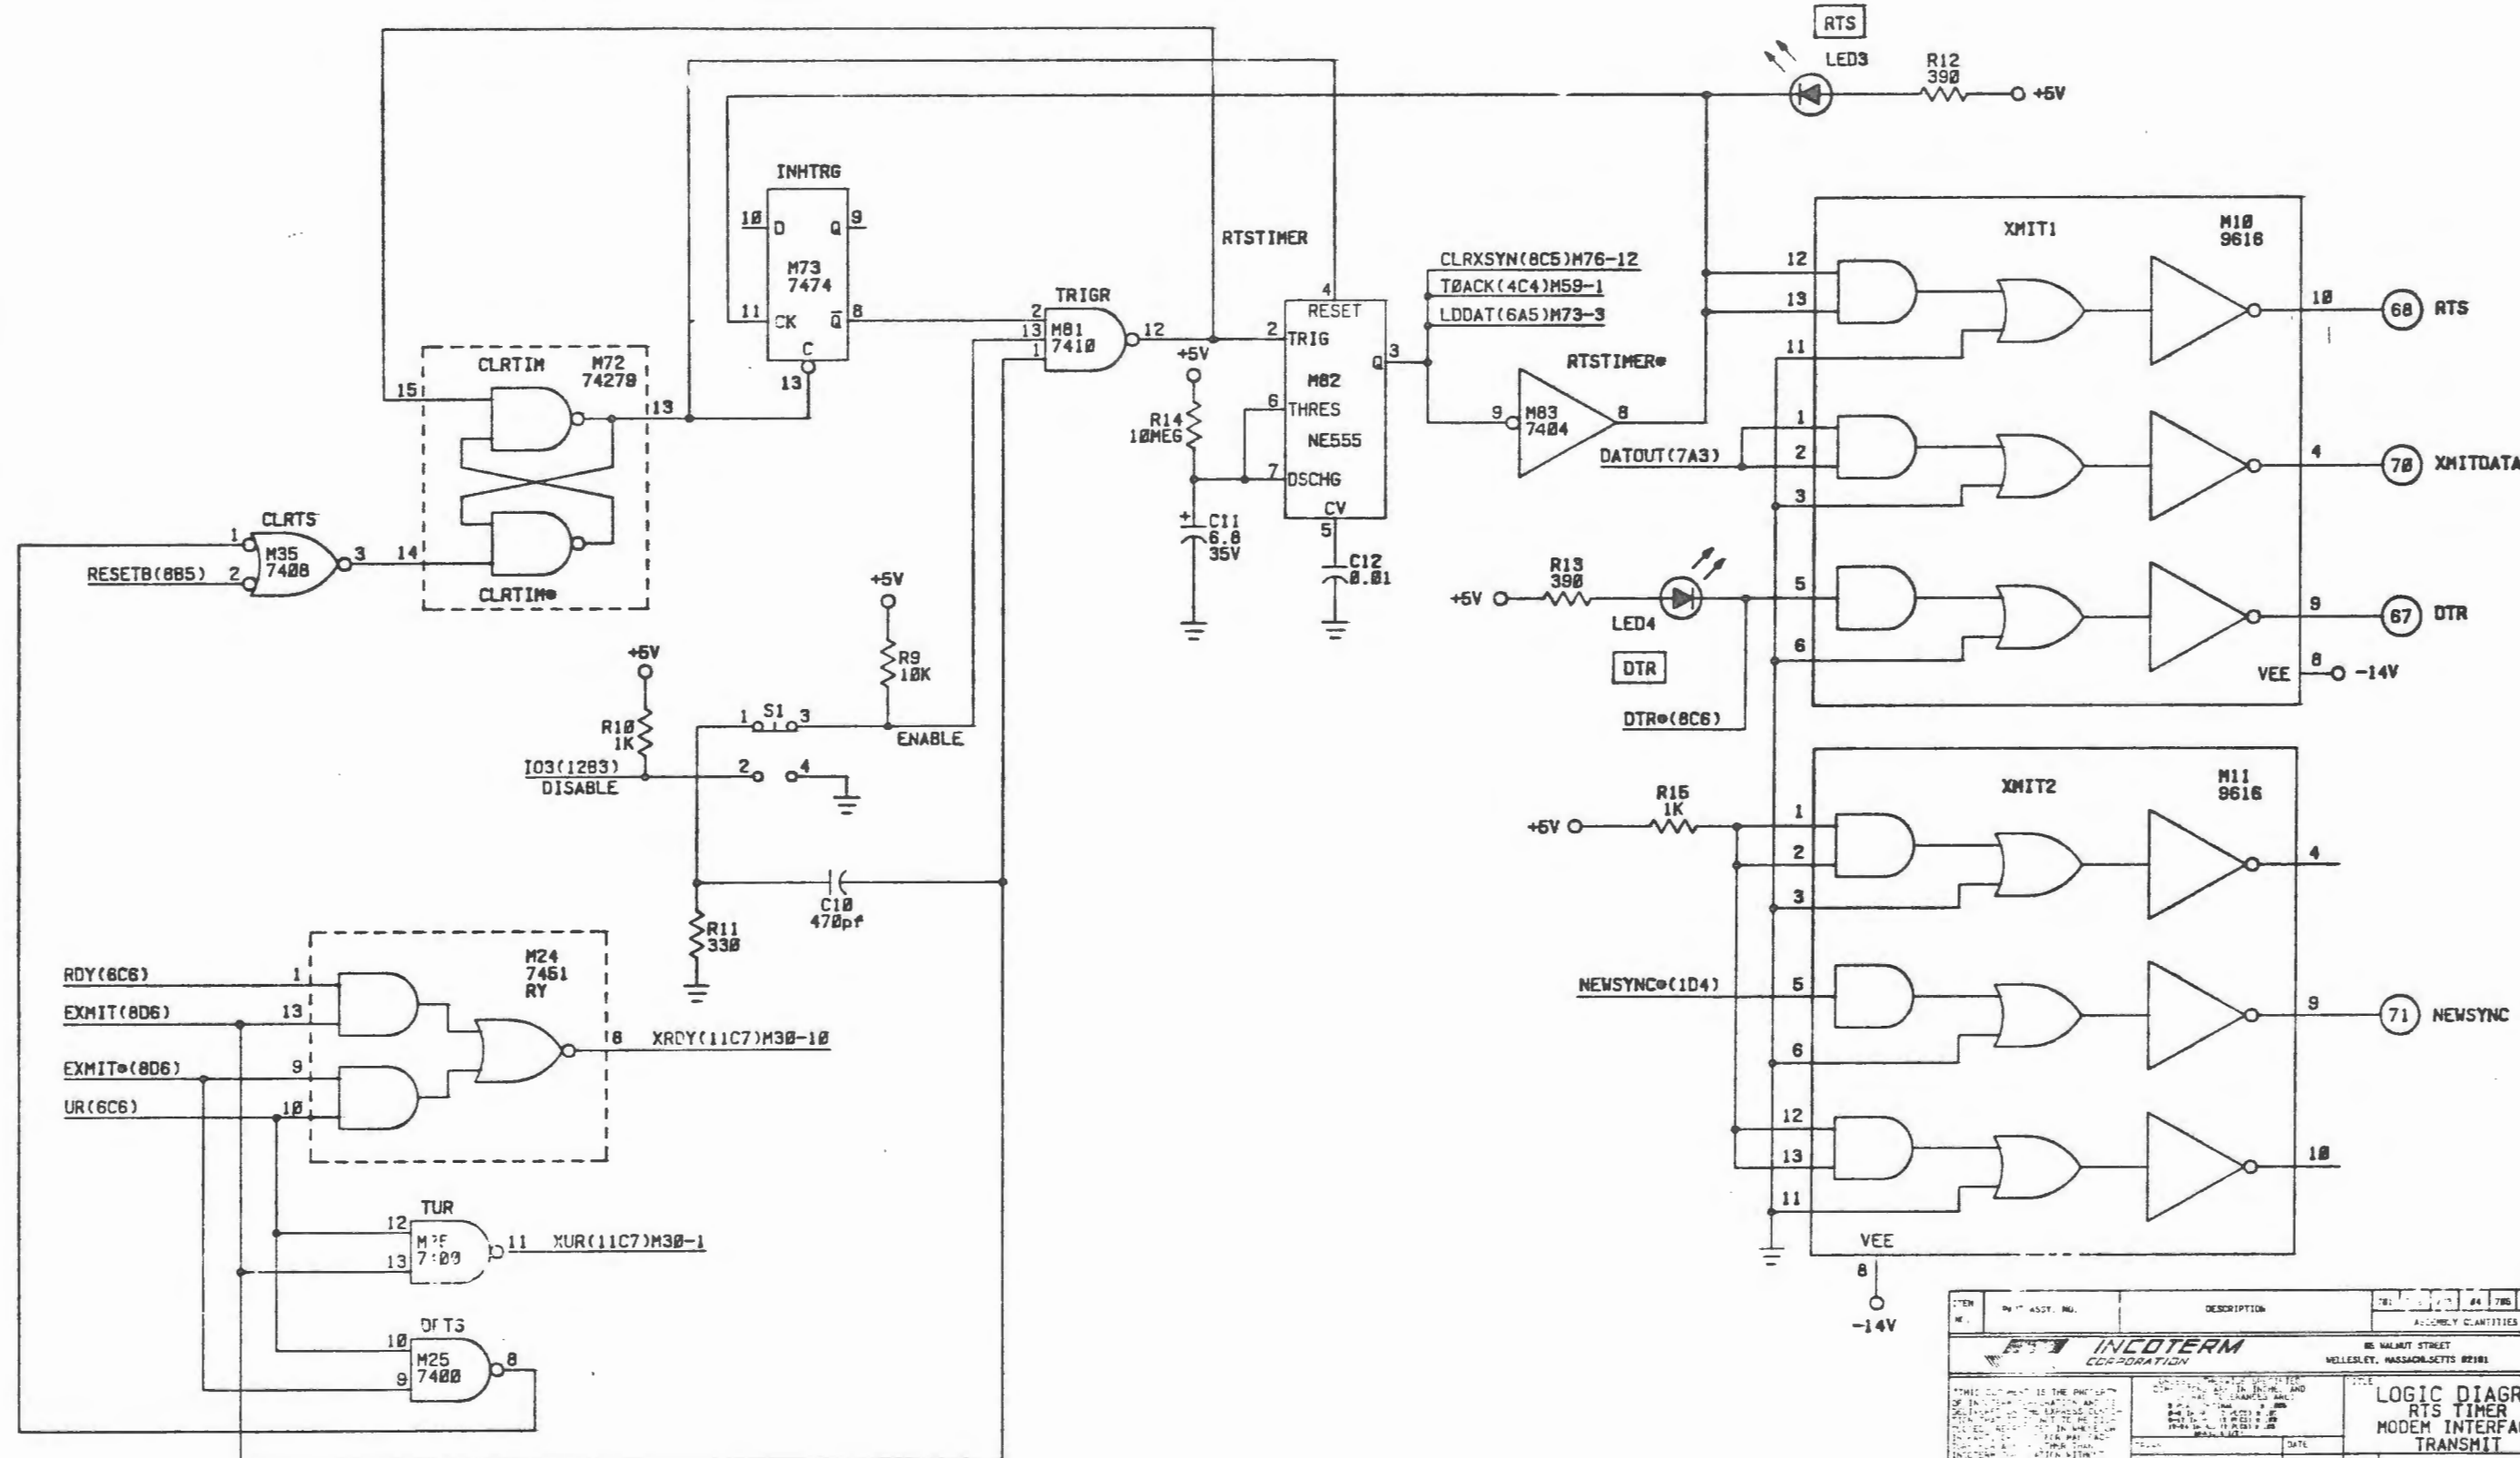 RTS
LED3
R12
390
+5V
INHTRG
10
D
Q
9
M73
7474
11
CK
Q
8
C
13
RTSTIMER
TRIGR
2
13
1
M81
7410
12
CLRTIM
M72
74279
15
13
14
CLRTIM*
CLRTS
1
2
M35
7408
3
RESETB(8B5)
+5V
R14
10MEG
C11
6.8
35V
4
RESET
2
TRIG
Q
3
M82
6
THRES
NE555
7
DSCHG
CV
5
C12
0.01
CLRXSYN(8C5)M76-12
TØACK(4C4)M59-1
LDDAT(6A5)M73-3
RTSTIMER*
9
M83
7404
8
DATOUT(7A3)
XMIT1
M10
9616
12
13
11
10
68
RTS
1
2
3
4
70
XMITDATA
5
6
9
67
DTR
VEE
8
-14V
+5V
R13
390
LED4
DTR
DTR*(8C6)
+5V
R9
10K
+5V
R10
1K
1
S1
3
ENABLE
IO3(12B3)
DISABLE
2
4
C10
470pf
R11
330
+5V
R15
1K
XMIT2
M11
9616
1
2
3
4
NEWSYNC*(1D4)
5
6
9
71
NEWSYNC
12
13
11
10
VEE
8
-14V
RDY(6C6)
1
EXMIT(8D6)
13
EXMIT*(8D6)
9
UR(6C6)
10
M24
7451
RY
8
XRDY(11C7)M30-10
TUR
12
13
11
XUR(11C7)M30-1
10
9
M25
7400
8
DESCRIPTION
ASSEMBLY QUANTITIES
INCOTERM
CORPORATION
85 WALNUT STREET
WELLESLEY, MASSACHUSETTS 02181
LOGIC DIAGR
RTS TIMER
MODEM INTERFA
TRANSMIT
DATE